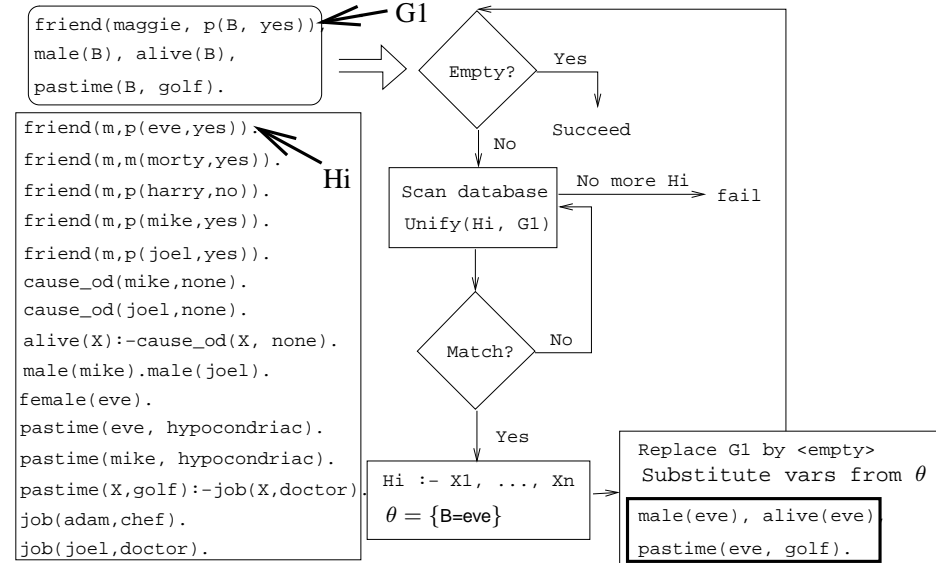 G1
friend(maggie, p(B, yes)),
male(B), alive(B),
pastime(B, golf).
friend(m,p(eve,yes)).
friend(m,m(morty,yes)).
Hi
friend(m,p(harry,no)).
friend(m,p(mike,yes)).
friend(m,p(joel,yes)).
cause_od(mike,none).
cause_od(joel,none).
alive(X):-cause_od(X, none).
male(mike).male(joel).
female(eve).
pastime(eve, hypocondriac).
pastime(mike, hypocondriac).
pastime(X,golf):-job(X,doctor).
job(adam,chef).
job(joel,doctor).
Empty?
Yes
Succeed
No
Scan database
Unify(Hi, G1)
No more Hi
fail
Match?
No
Yes
Hi :- X1, ..., Xn
θ = {B=eve}
Replace G1 by <empty>
Substitute vars from θ
male(eve), alive(eve),
pastime(eve, golf).